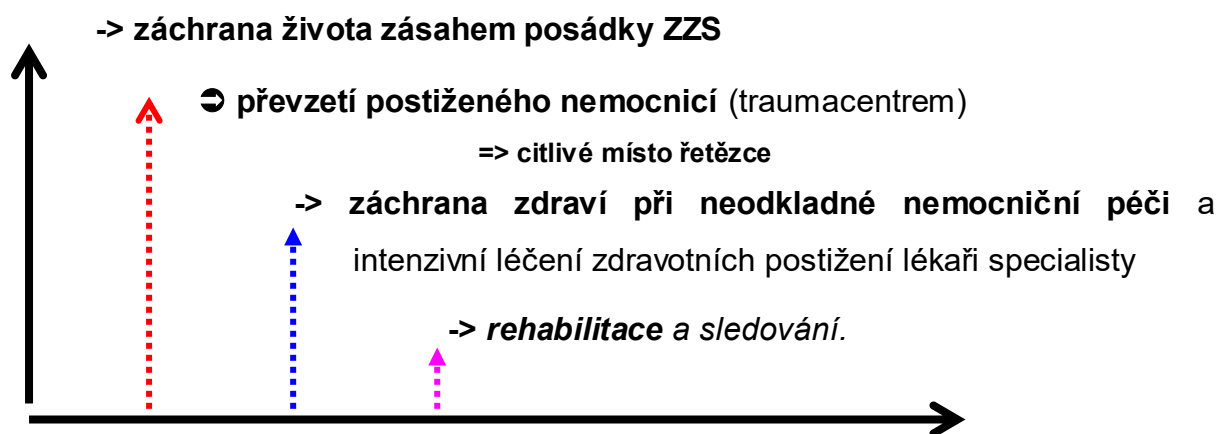 -> záchrana života zásahem posádky ZZS
➲ převzetí postiženého nemocnicí (traumacentrem)
=> citlivé místo řetězce
-> záchrana zdraví při neodkladné nemocniční péči a
intenzivní léčení zdravotních postižení lékaři specialisty
-> rehabilitace a sledování.